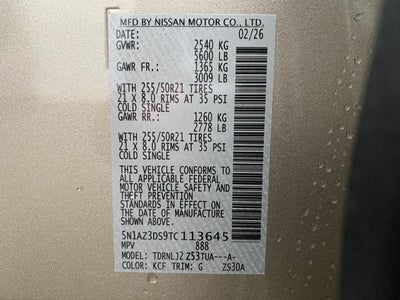 MFD BY NISSAN MOTOR CO., LTD.
DATE: 02/26
GVWR: 2540 KG
5600 LB
GAWR FR.: 1365 KG
3009 LB
WITH 255/50R21 TIRES
21 X 8.0 RIMS AT 35 PSI
COLD SINGLE
GAWR RR.: 1260 KG
2778 LB
WITH 255/50R21 TIRES
21 X 8.0 RIMS AT 35 PSI
COLD SINGLE
THIS VEHICLE CONFORMS TO
ALL APPLICABLE FEDERAL
MOTOR VEHICLE SAFETY AND
THEFT PREVENTION
STANDARDS IN EFFECT ON
THE DATE OF MANUFACTURE
SHOWN ABOVE.
5N1AZ3DS9TC113645
MPV 888
MODEL: TDRNLJ2 Z53TUA---A-
COLOR: KCF TRIM: G ZS30A